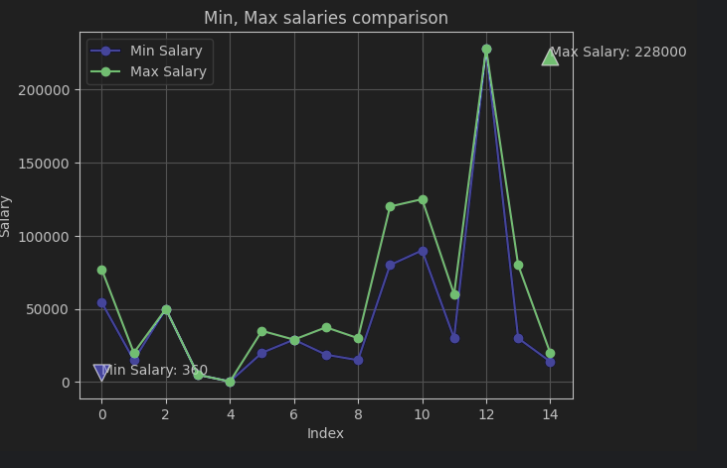 Min, Max salaries comparison
Min Salary
Max Salary
Max Salary: 228000
200000
150000
100000
50000
0
Salary
Min Salary: 360
0 2 4 6 8 10 12 14
Index